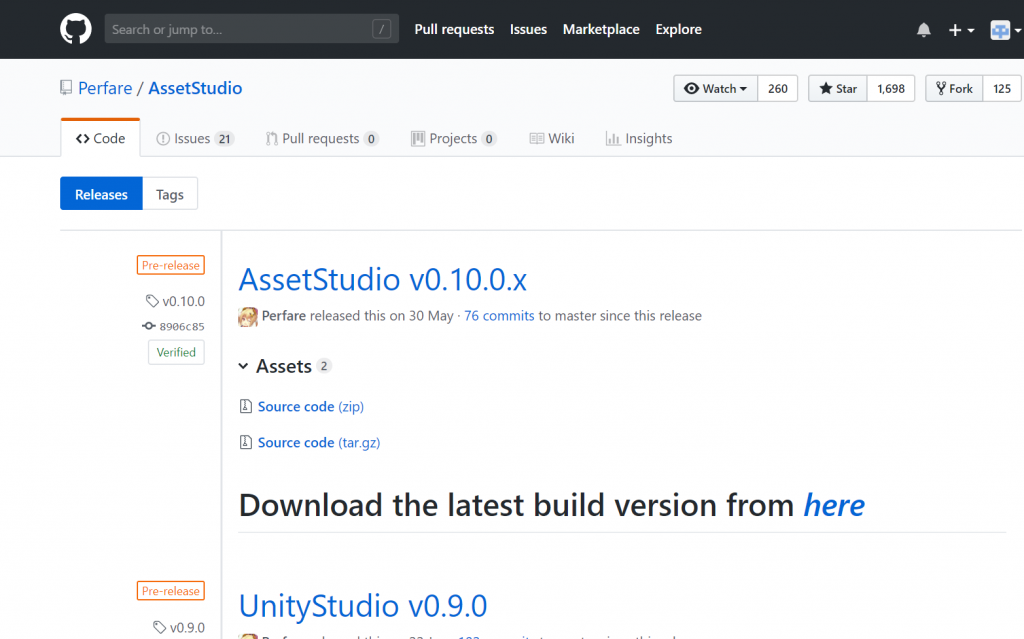 Search or jump to... / Pull requests Issues Marketplace Explore
Perfare / AssetStudio Watch 260 Star 1,698 Fork 125
Code Issues 21 Pull requests 0 Projects 0 Wiki Insights
Releases Tags
Pre-release
AssetStudio v0.10.0.x
v0.10.0
Perfare released this on 30 May · 76 commits to master since this release
8906c85
Verified
Assets 2
Source code (zip)
Source code (tar.gz)
Download the latest build version from here
Pre-release
UnityStudio v0.9.0
v0.9.0